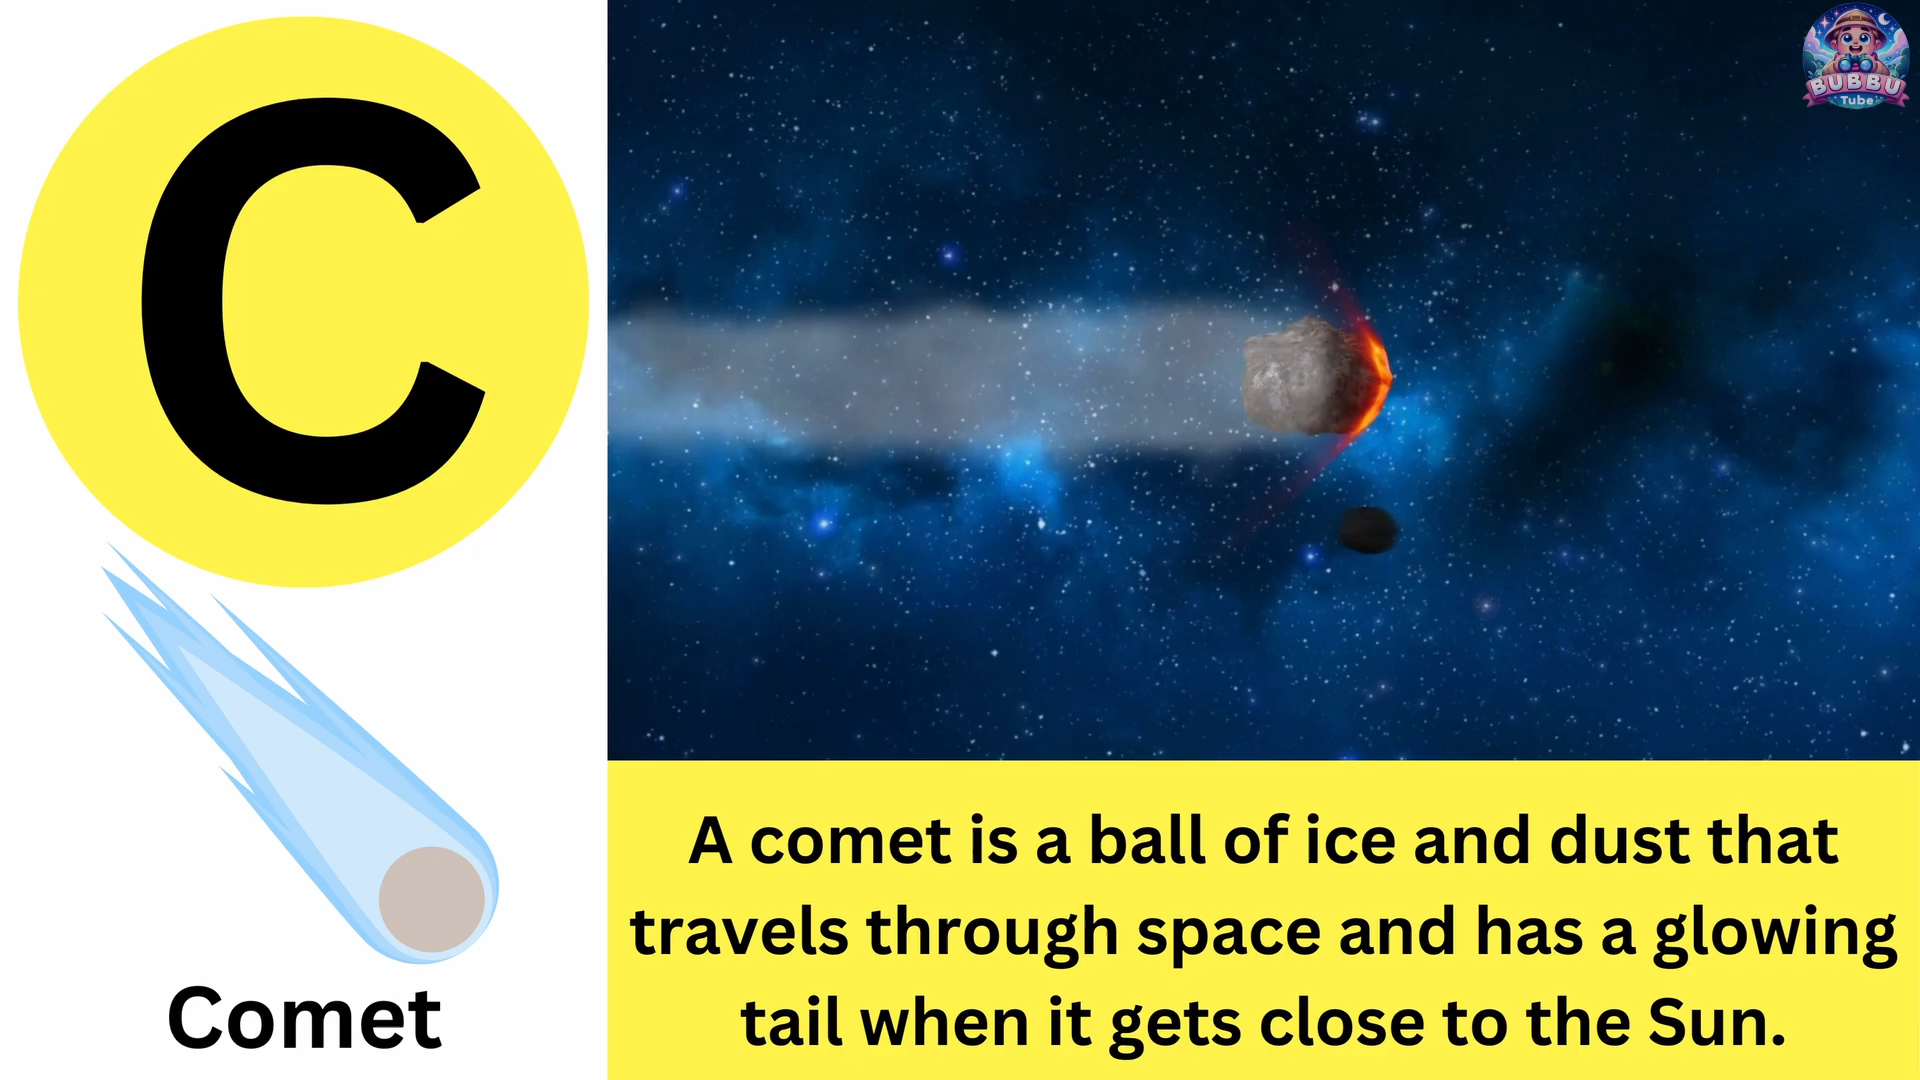 C
Comet
BUBBU
Tube
A comet is a ball of ice and dust that
travels through space and has a glowing
tail when it gets close to the Sun.